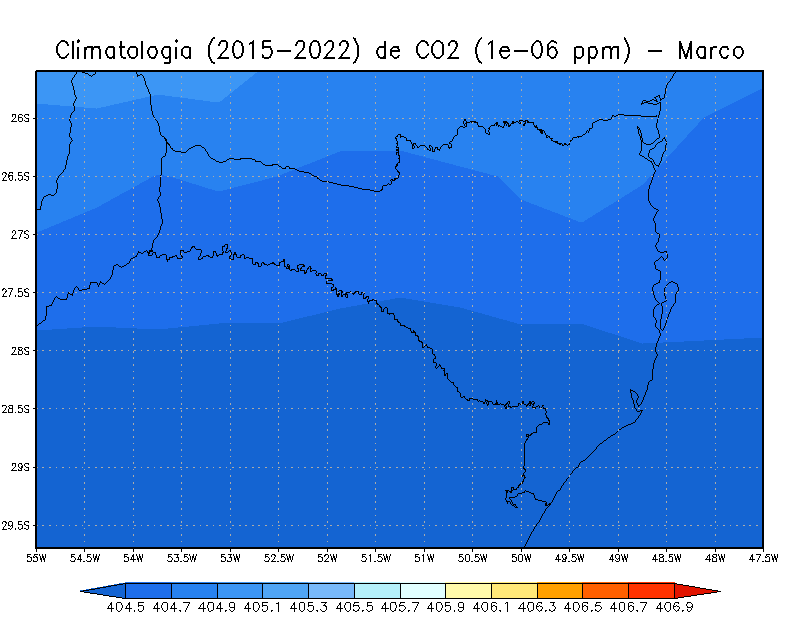 Climatologia (2015-2022) de CO2 (1e-06 ppm) - Marco
26S
26.5S
27S
27.5S
28S
28.5S
29S
29.5S
55W 54.5W 54W 53.5W 53W 52.5W 52W 51.5W 51W 50.5W 50W 49.5W 49W 48.5W 48W 47.5W
404.5 404.7 404.9 405.1 405.3 405.5 405.7 405.9 406.1 406.3 406.5 406.7 406.9